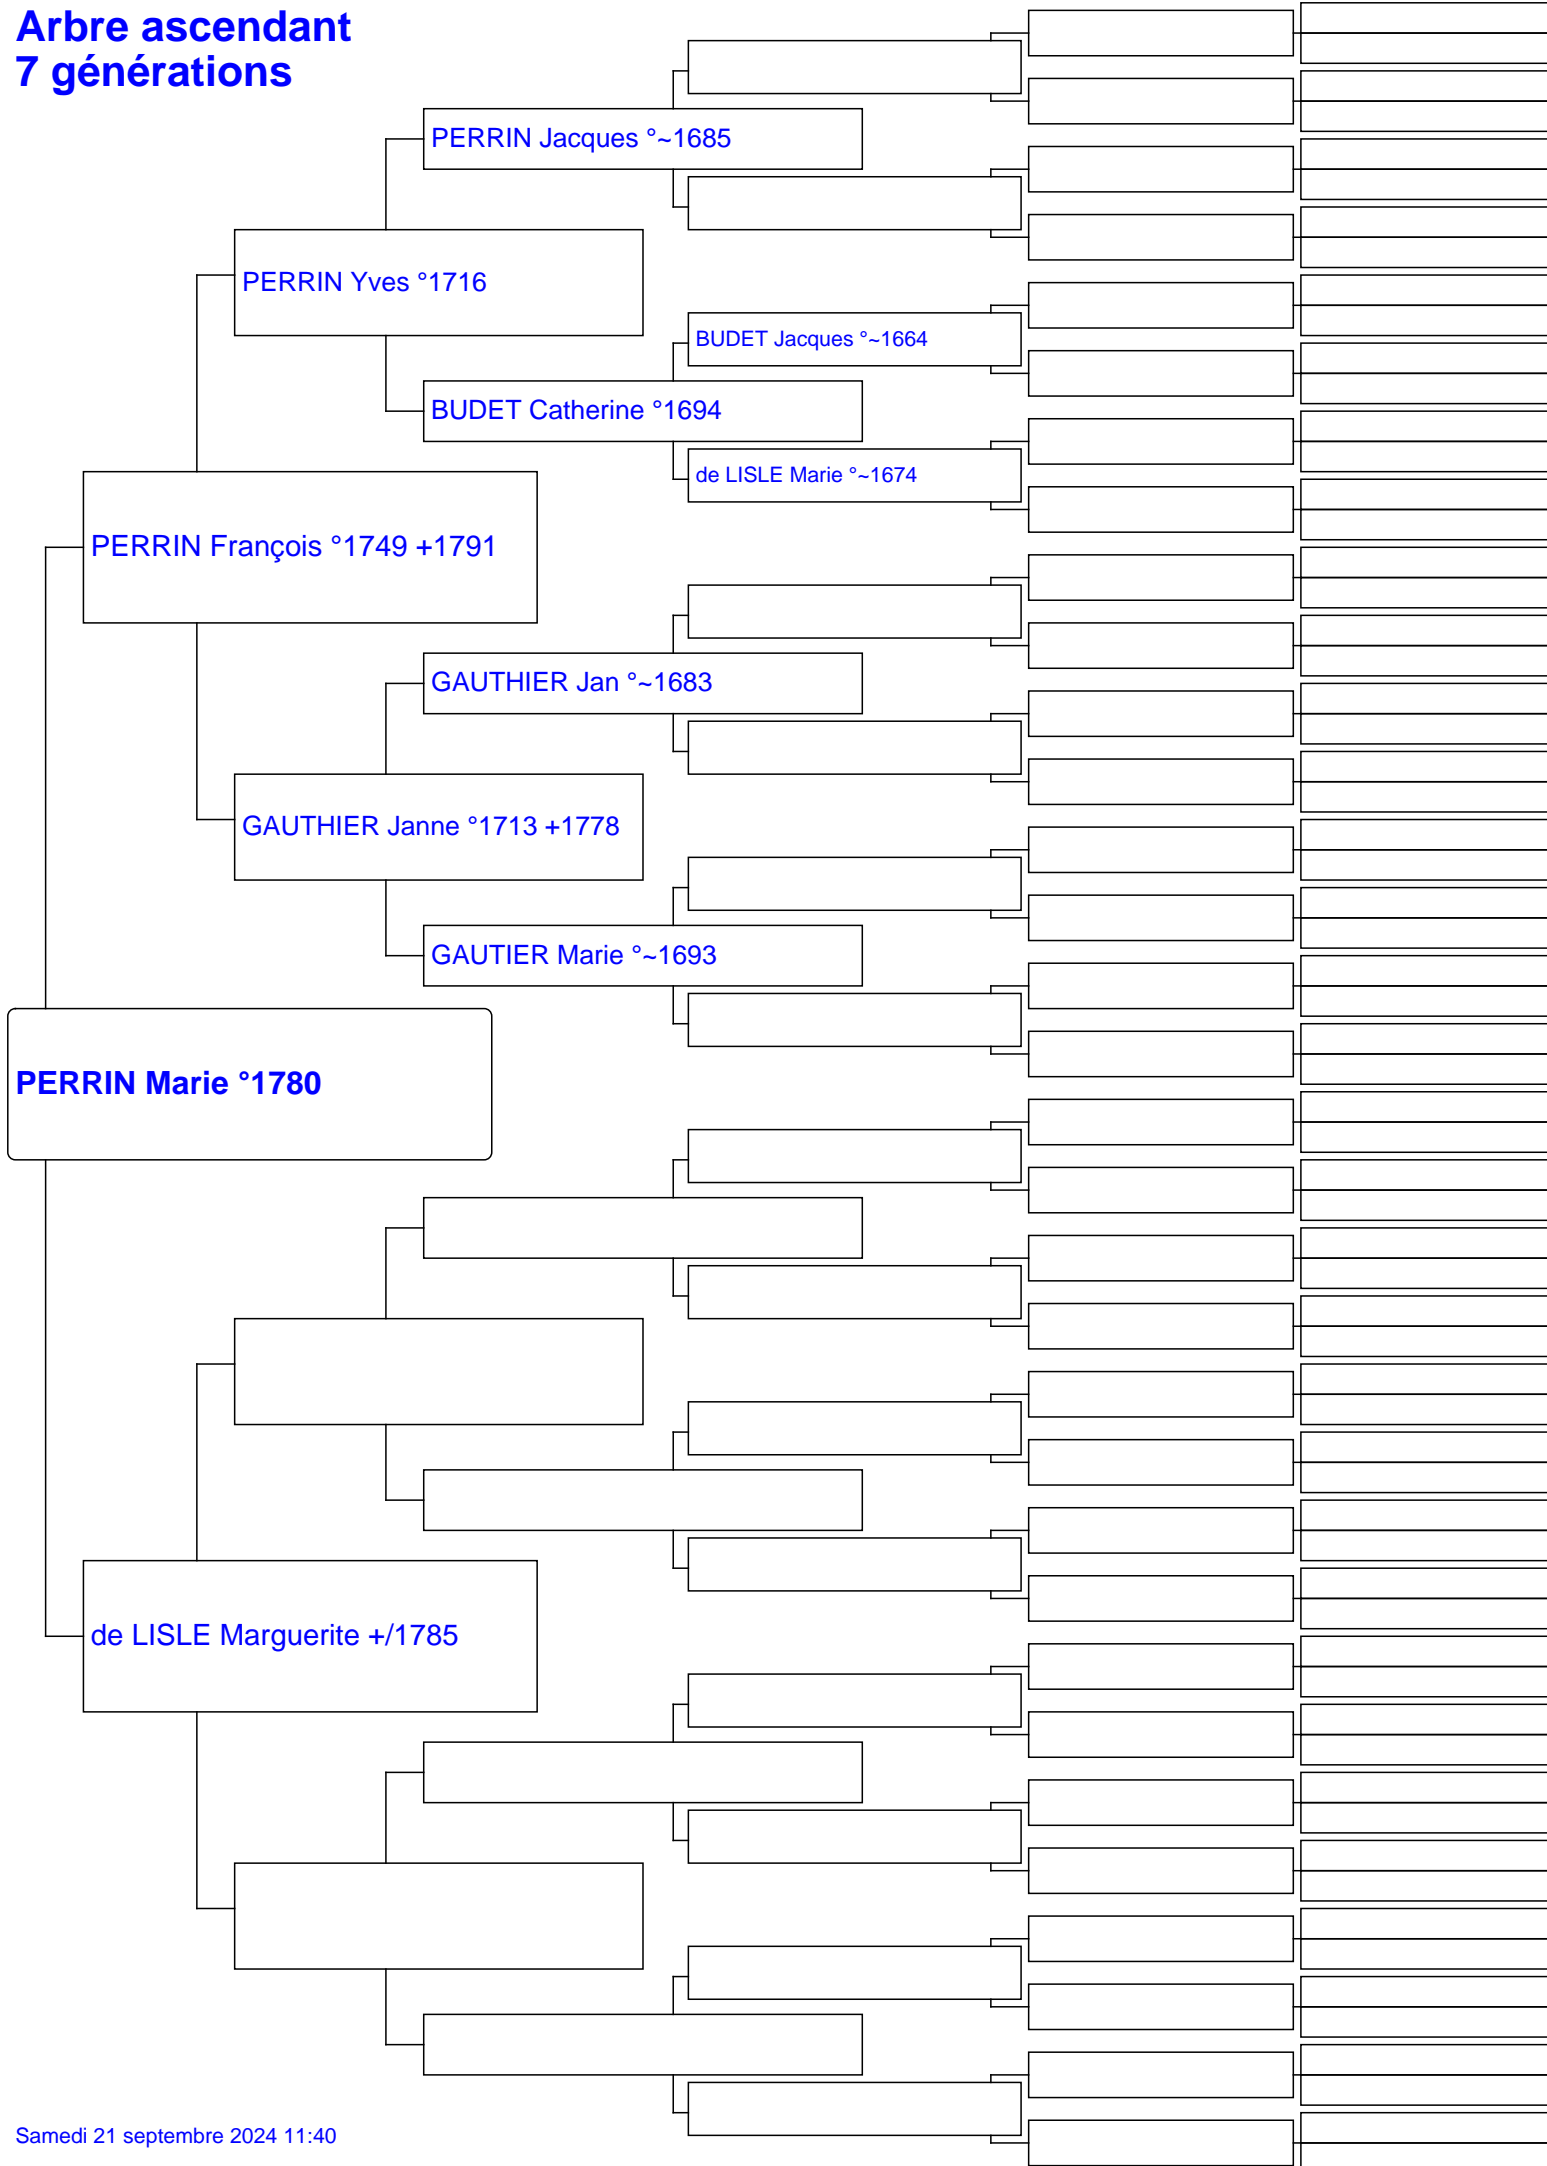 Arbre ascendant
7 générations
PERRIN Jacques °~1685
PERRIN Yves °1716
BUDET Jacques °~1664
BUDET Catherine °1694
de LISLE Marie °~1674
PERRIN François °1749 +1791
GAUTHIER Jan °~1683
GAUTHIER Janne °1713 +1778
GAUTIER Marie °~1693
PERRIN Marie °1780
de LISLE Marguerite +/1785
Samedi 21 septembre 2024 11:40